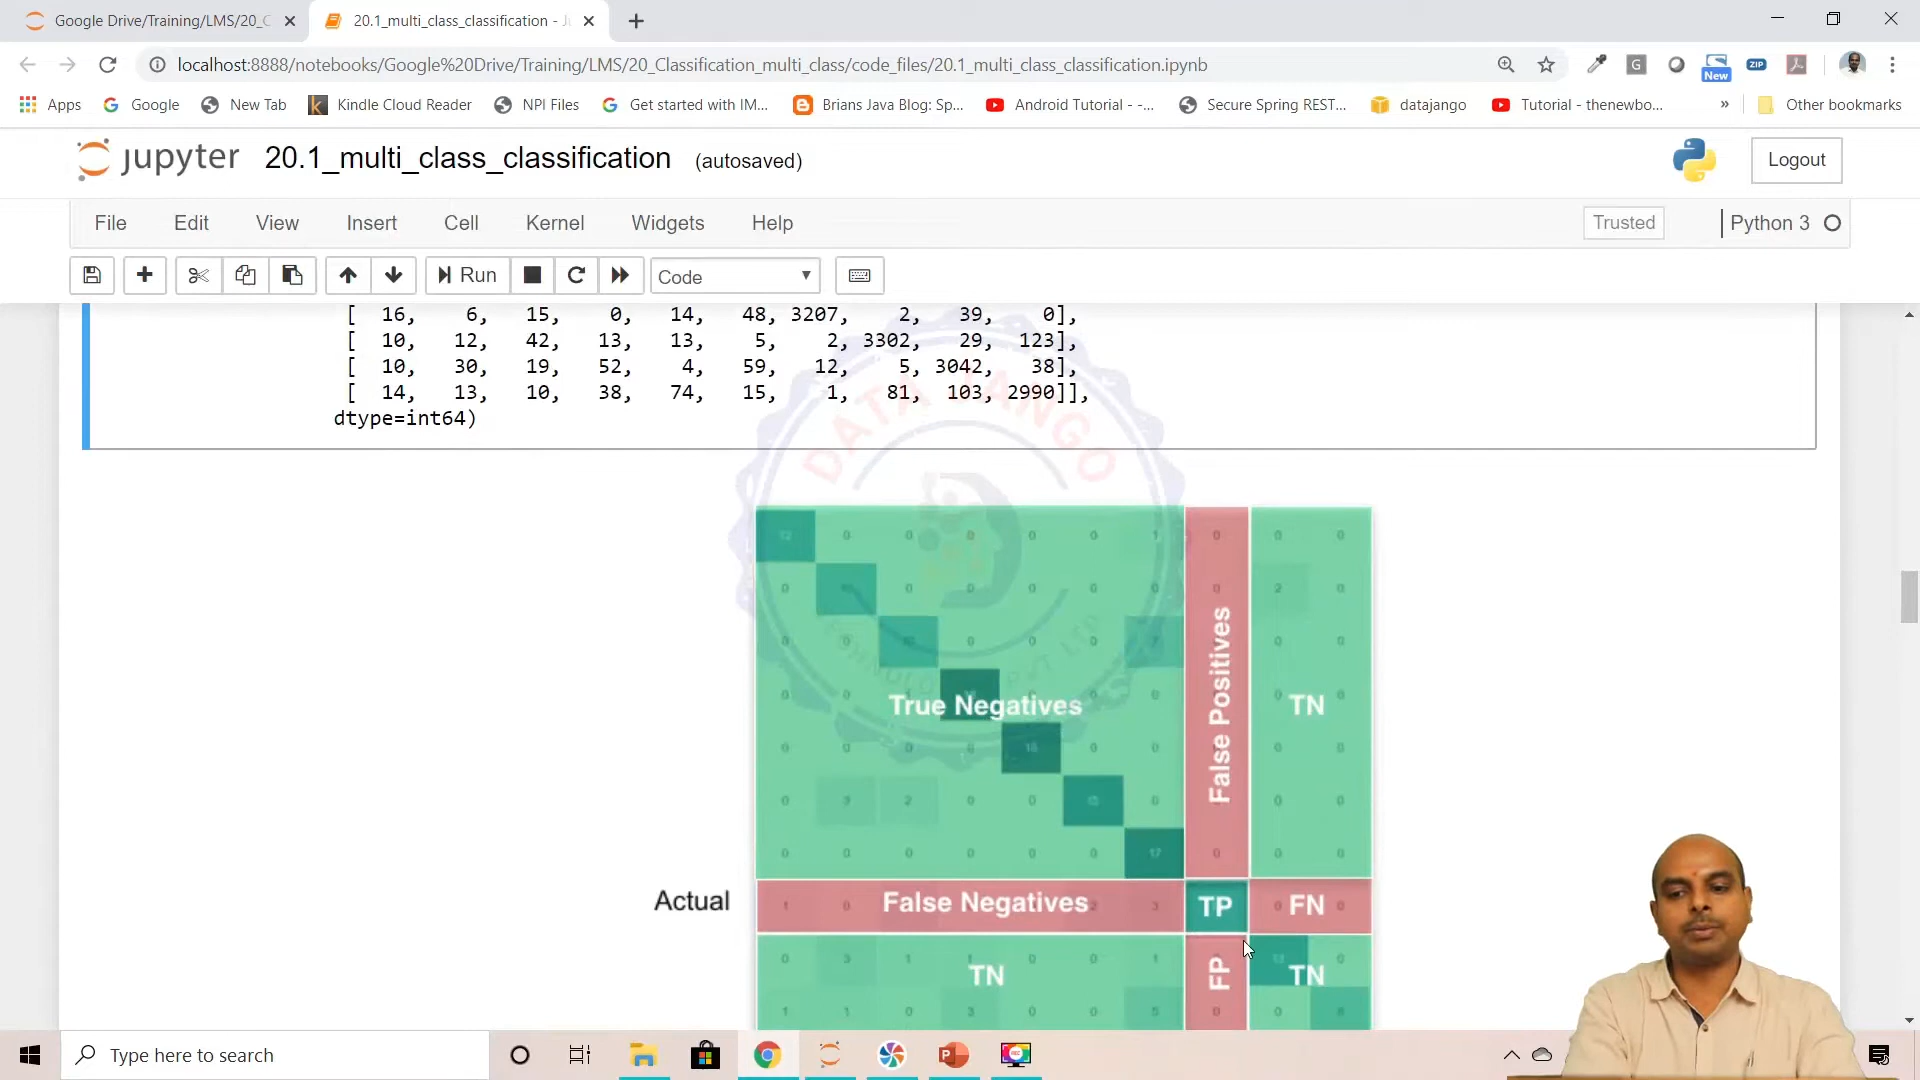 Google Drive/Training/LMS/20_C
20.1_multi_class_classification - Ju
localhost:8888/notebooks/Google%20Drive/Training/LMS/20_Classification_multi_class/code_files/20.1_multi_class_classification.ipynb
G New ZIP
Apps Google New Tab Kindle Cloud Reader NPI Files Get started with IM... Brians Java Blog: Sp... Android Tutorial - -... Secure Spring REST... datajango Tutorial - thenewbo... » Other bookmarks
jupyter 20.1_multi_class_classification (autosaved) Logout
File Edit View Insert Cell Kernel Widgets Help Trusted Python 3
Run Code
[ 16, 6, 15, 0, 14, 48, 3207, 2, 39, 0],
[ 10, 12, 42, 13, 13, 5, 2, 3302, 29, 123],
[ 10, 30, 19, 52, 4, 59, 12, 5, 3042, 38],
[ 14, 13, 10, 38, 74, 15, 1, 81, 103, 2990]],
dtype=int64)
DATA JANGO
True Negatives
False Positives
TN
Actual
False Negatives
TP
FN
TN
FP
TN
Type here to search